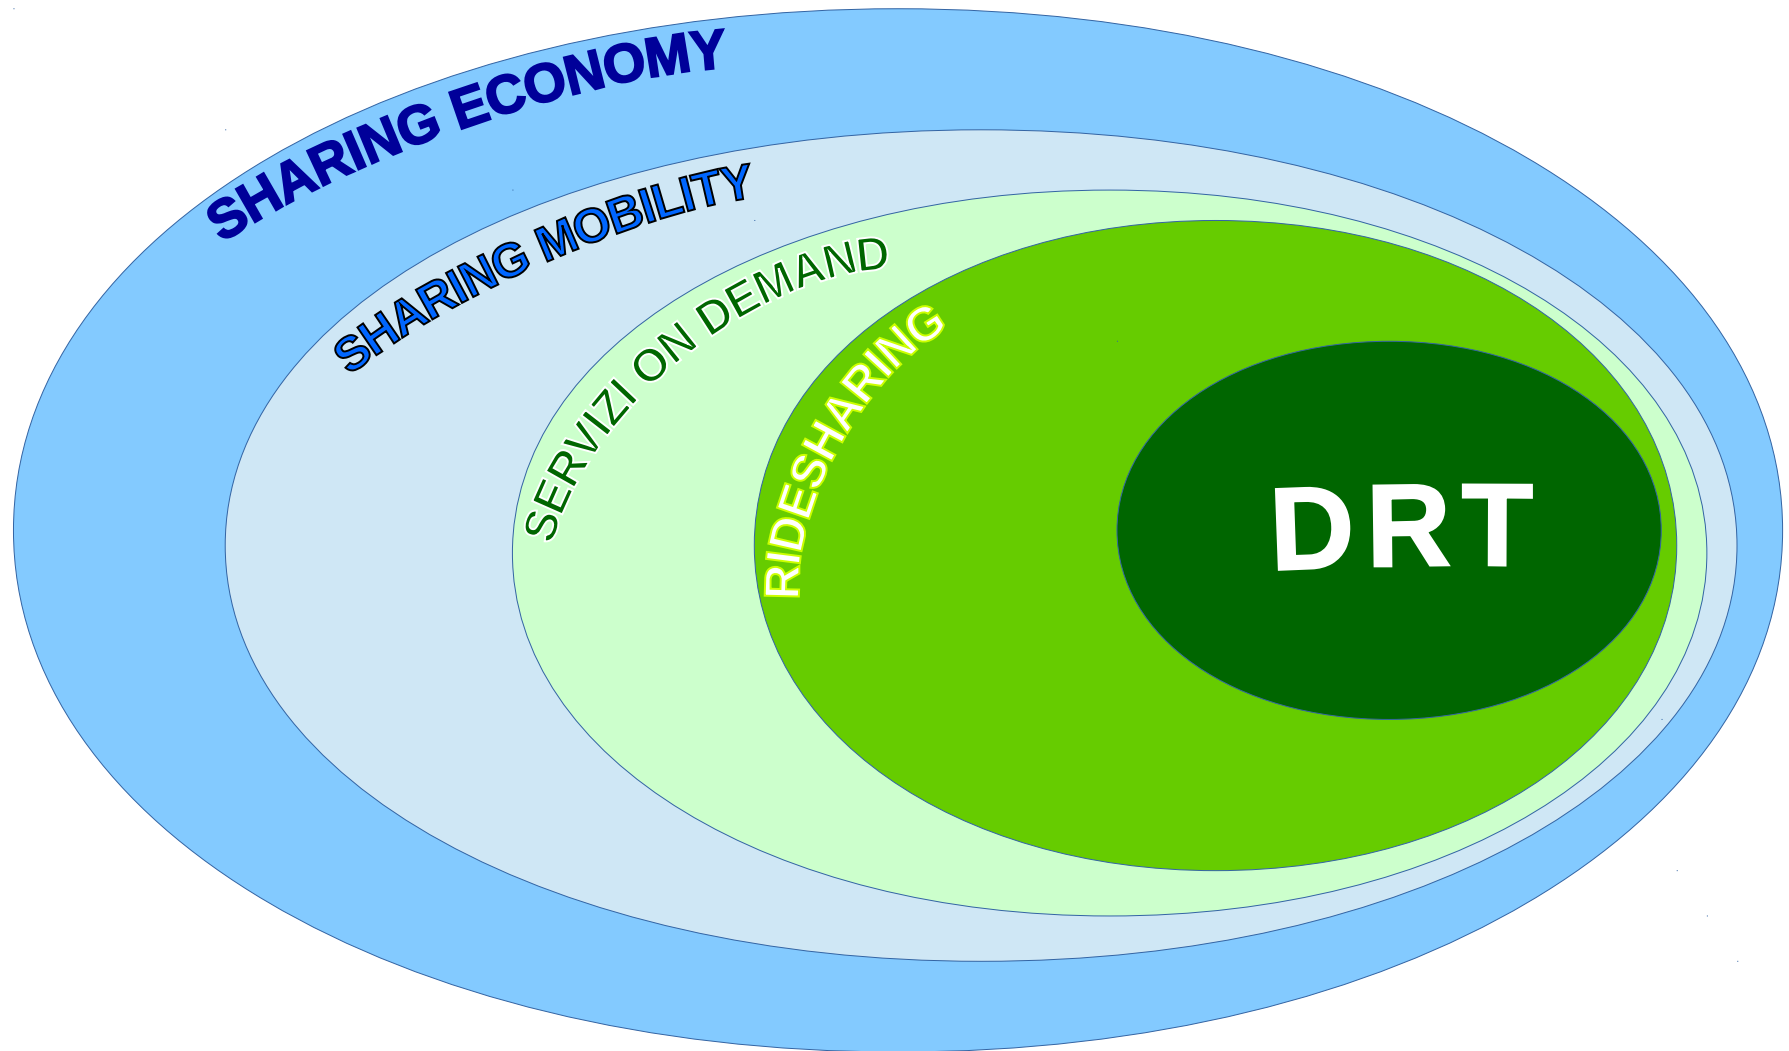 SHARING ECONOMY
SHARING MOBILITY
SERVIZI ON DEMAND
RIDESHARING
DRT